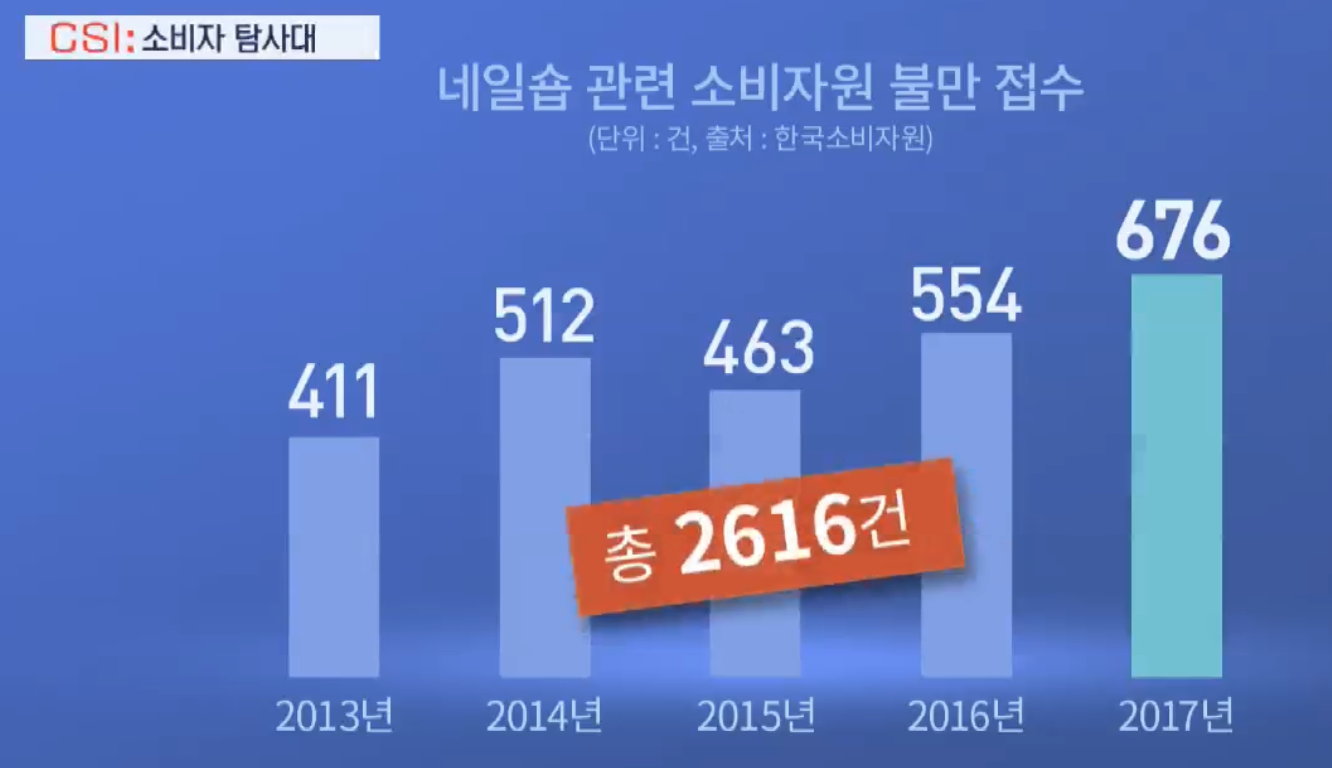 CSI: 소비자 탐사대
네일숍 관련 소비자원 불만 접수
(단위 : 건, 출처 : 한국소비자원)
411
512
463
554
676
총 2616건
2013년
2014년
2015년
2016년
2017년